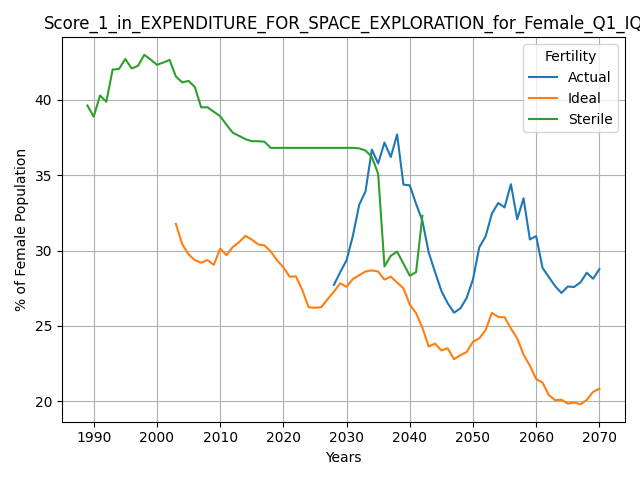 Score_1_in_EXPENDITURE_FOR_SPACE_EXPLORATION_for_Female_Q1_IQ
Fertility
Actual
Ideal
Sterile
% of Female Population
40
35
30
25
20
1990 2000 2010 2020 2030 2040 2050 2060 2070
Years